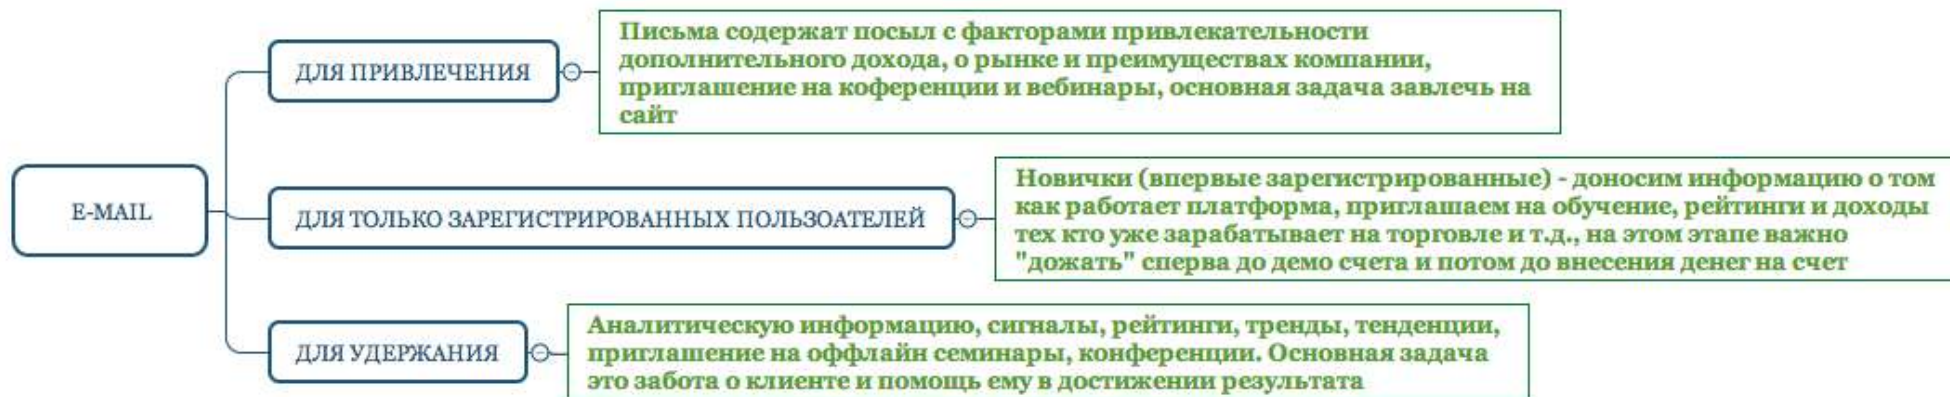 E-MAIL
ДЛЯ ПРИВЛЕЧЕНИЯ
Письма содержат посыл с факторами привлекательности
дополнительного дохода, о рынке и преимуществах компании,
приглашение на коференции и вебинары, основная задача завлечь на
сайт
ДЛЯ ТОЛЬКО ЗАРЕГИСТРИРОВАННЫХ ПОЛЬЗОАТЕЛЕЙ
Новички (впервые зарегистрированные) - доносим информацию о том
как работает платформа, приглашаем на обучение, рейтинги и доходы
тех кто уже зарабатывает на торговле и т.д., на этом этапе важно
"дожать" сперва до демо счета и потом до внесения денег на счет
ДЛЯ УДЕРЖАНИЯ
Аналитическую информацию, сигналы, рейтинги, тренды, тенденции,
приглашение на оффлайн семинары, конференции. Основная задача
это забота о клиенте и помощь ему в достижении результата